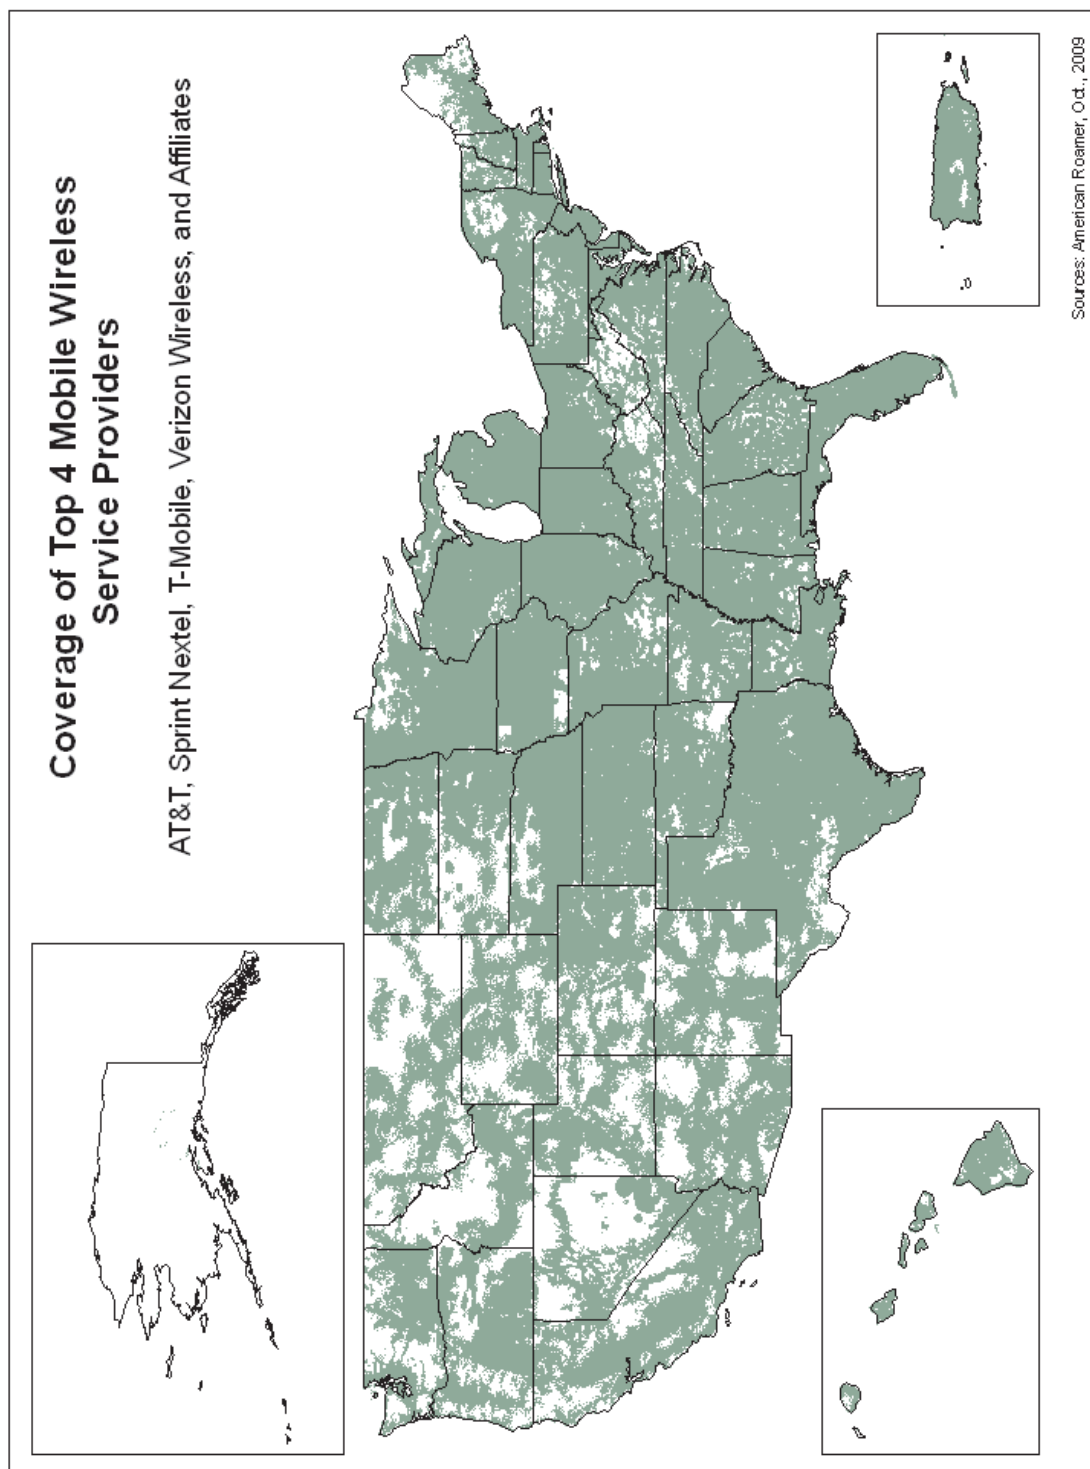 Coverage of Top 4 Mobile Wireless
Service Providers
AT&T, Sprint Nextel, T-Mobile, Verizon Wireless, and Affiliates
Sources: American Roamer, Oct., 2009